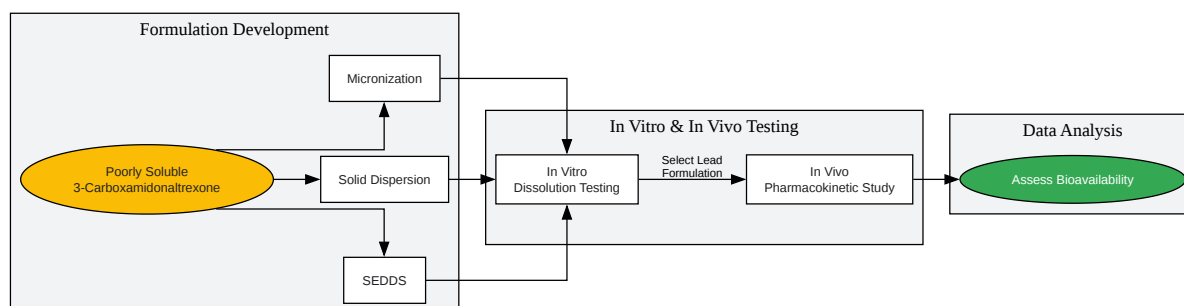 Formulation Development
Micronization
Poorly Soluble
3-Carboxamidonaltrexone
Solid Dispersion
SEDDS
In Vitro & In Vivo Testing
In Vitro
Dissolution Testing
Select Lead
Formulation
In Vivo
Pharmacokinetic Study
Data Analysis
Assess Bioavailability